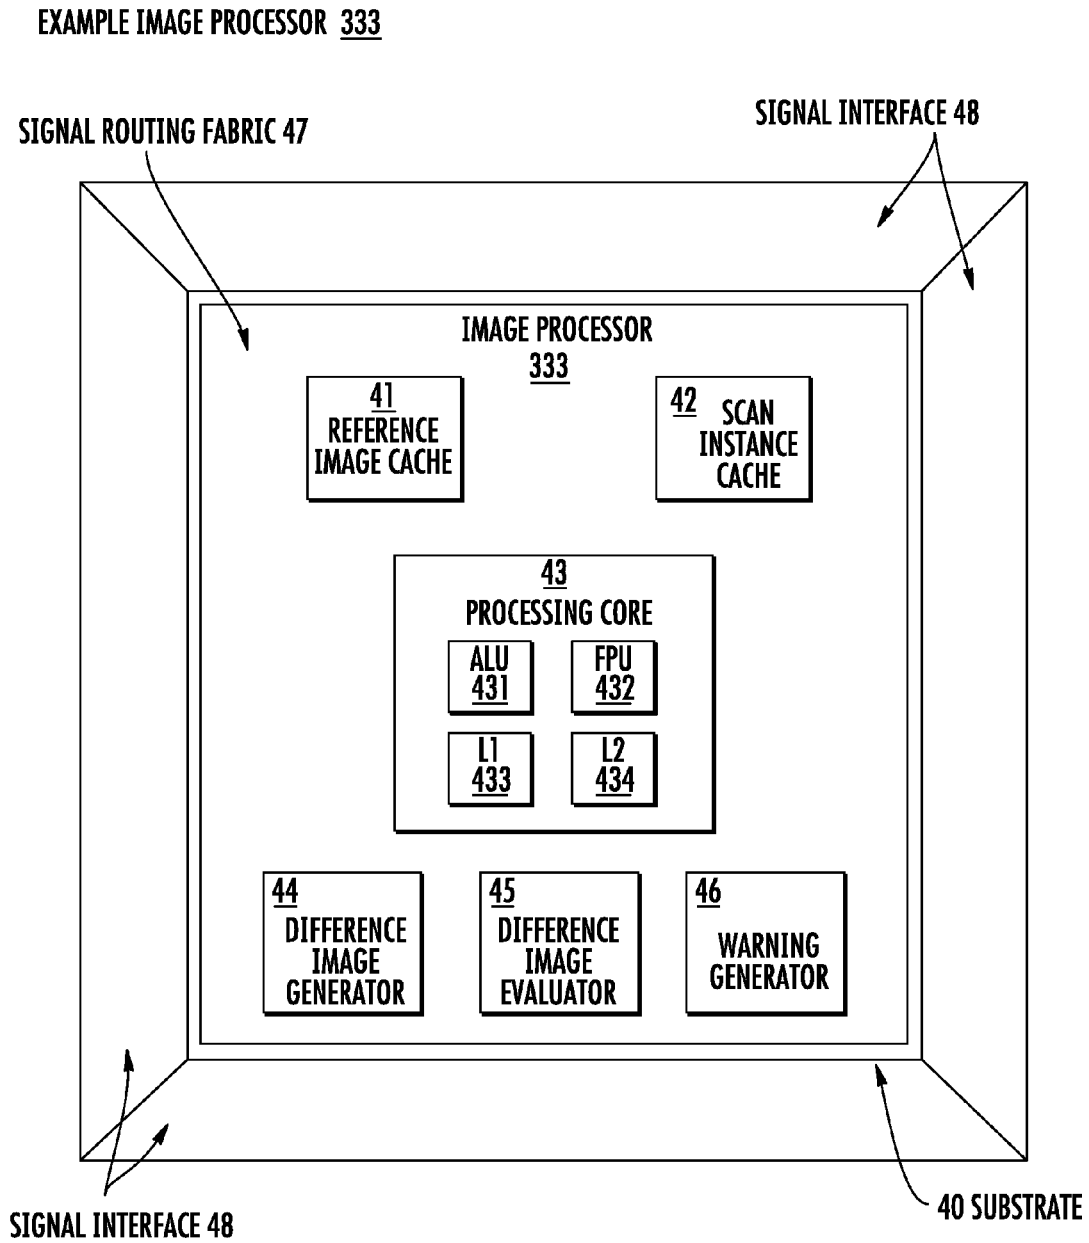 EXAMPLE IMAGE PROCESSOR 333
SIGNAL INTERFACE 48
SIGNAL ROUTING FABRIC 47
IMAGE PROCESSOR
333
41
REFERENCE
IMAGE CACHE
42 SCAN
INSTANCE
CACHE
43
PROCESSING CORE
ALU
431
FPU
432
L1
433
L2
434
44
DIFFERENCE
IMAGE
GENERATOR
45
DIFFERENCE
IMAGE
EVALUATOR
46
WARNING
GENERATOR
40 SUBSTRATE
SIGNAL INTERFACE 48